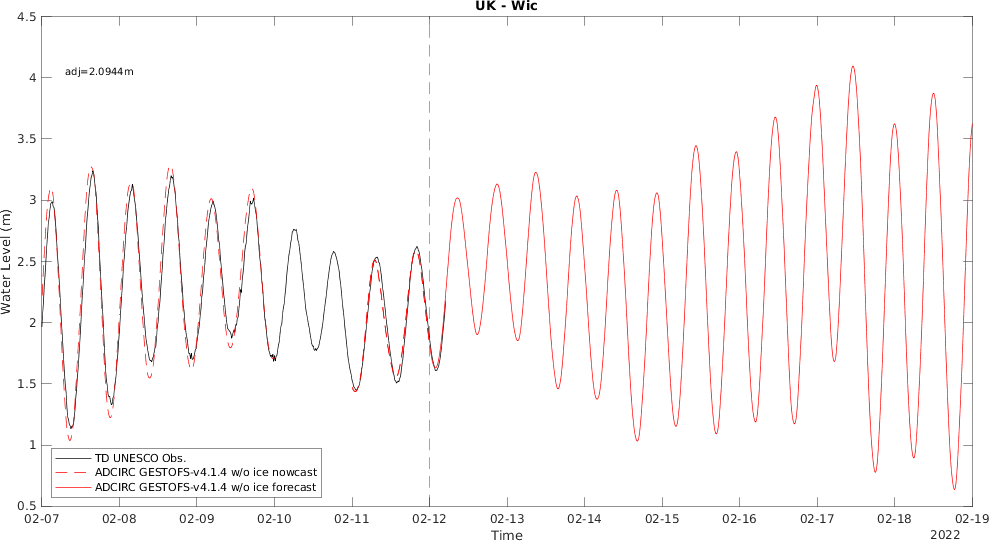 UK - Wic
4.5
4
3.5
3
2.5
2
1.5
1
0.5
Water Level (m)
adj=2.0944m
TD UNESCO Obs.
ADCIRC GESTOFS-v4.1.4 w/o ice nowcast
ADCIRC GESTOFS-v4.1.4 w/o ice forecast
02-07 02-08 02-09 02-10 02-11 02-12 02-13 02-14 02-15 02-16 02-17 02-18 02-19
Time
2022